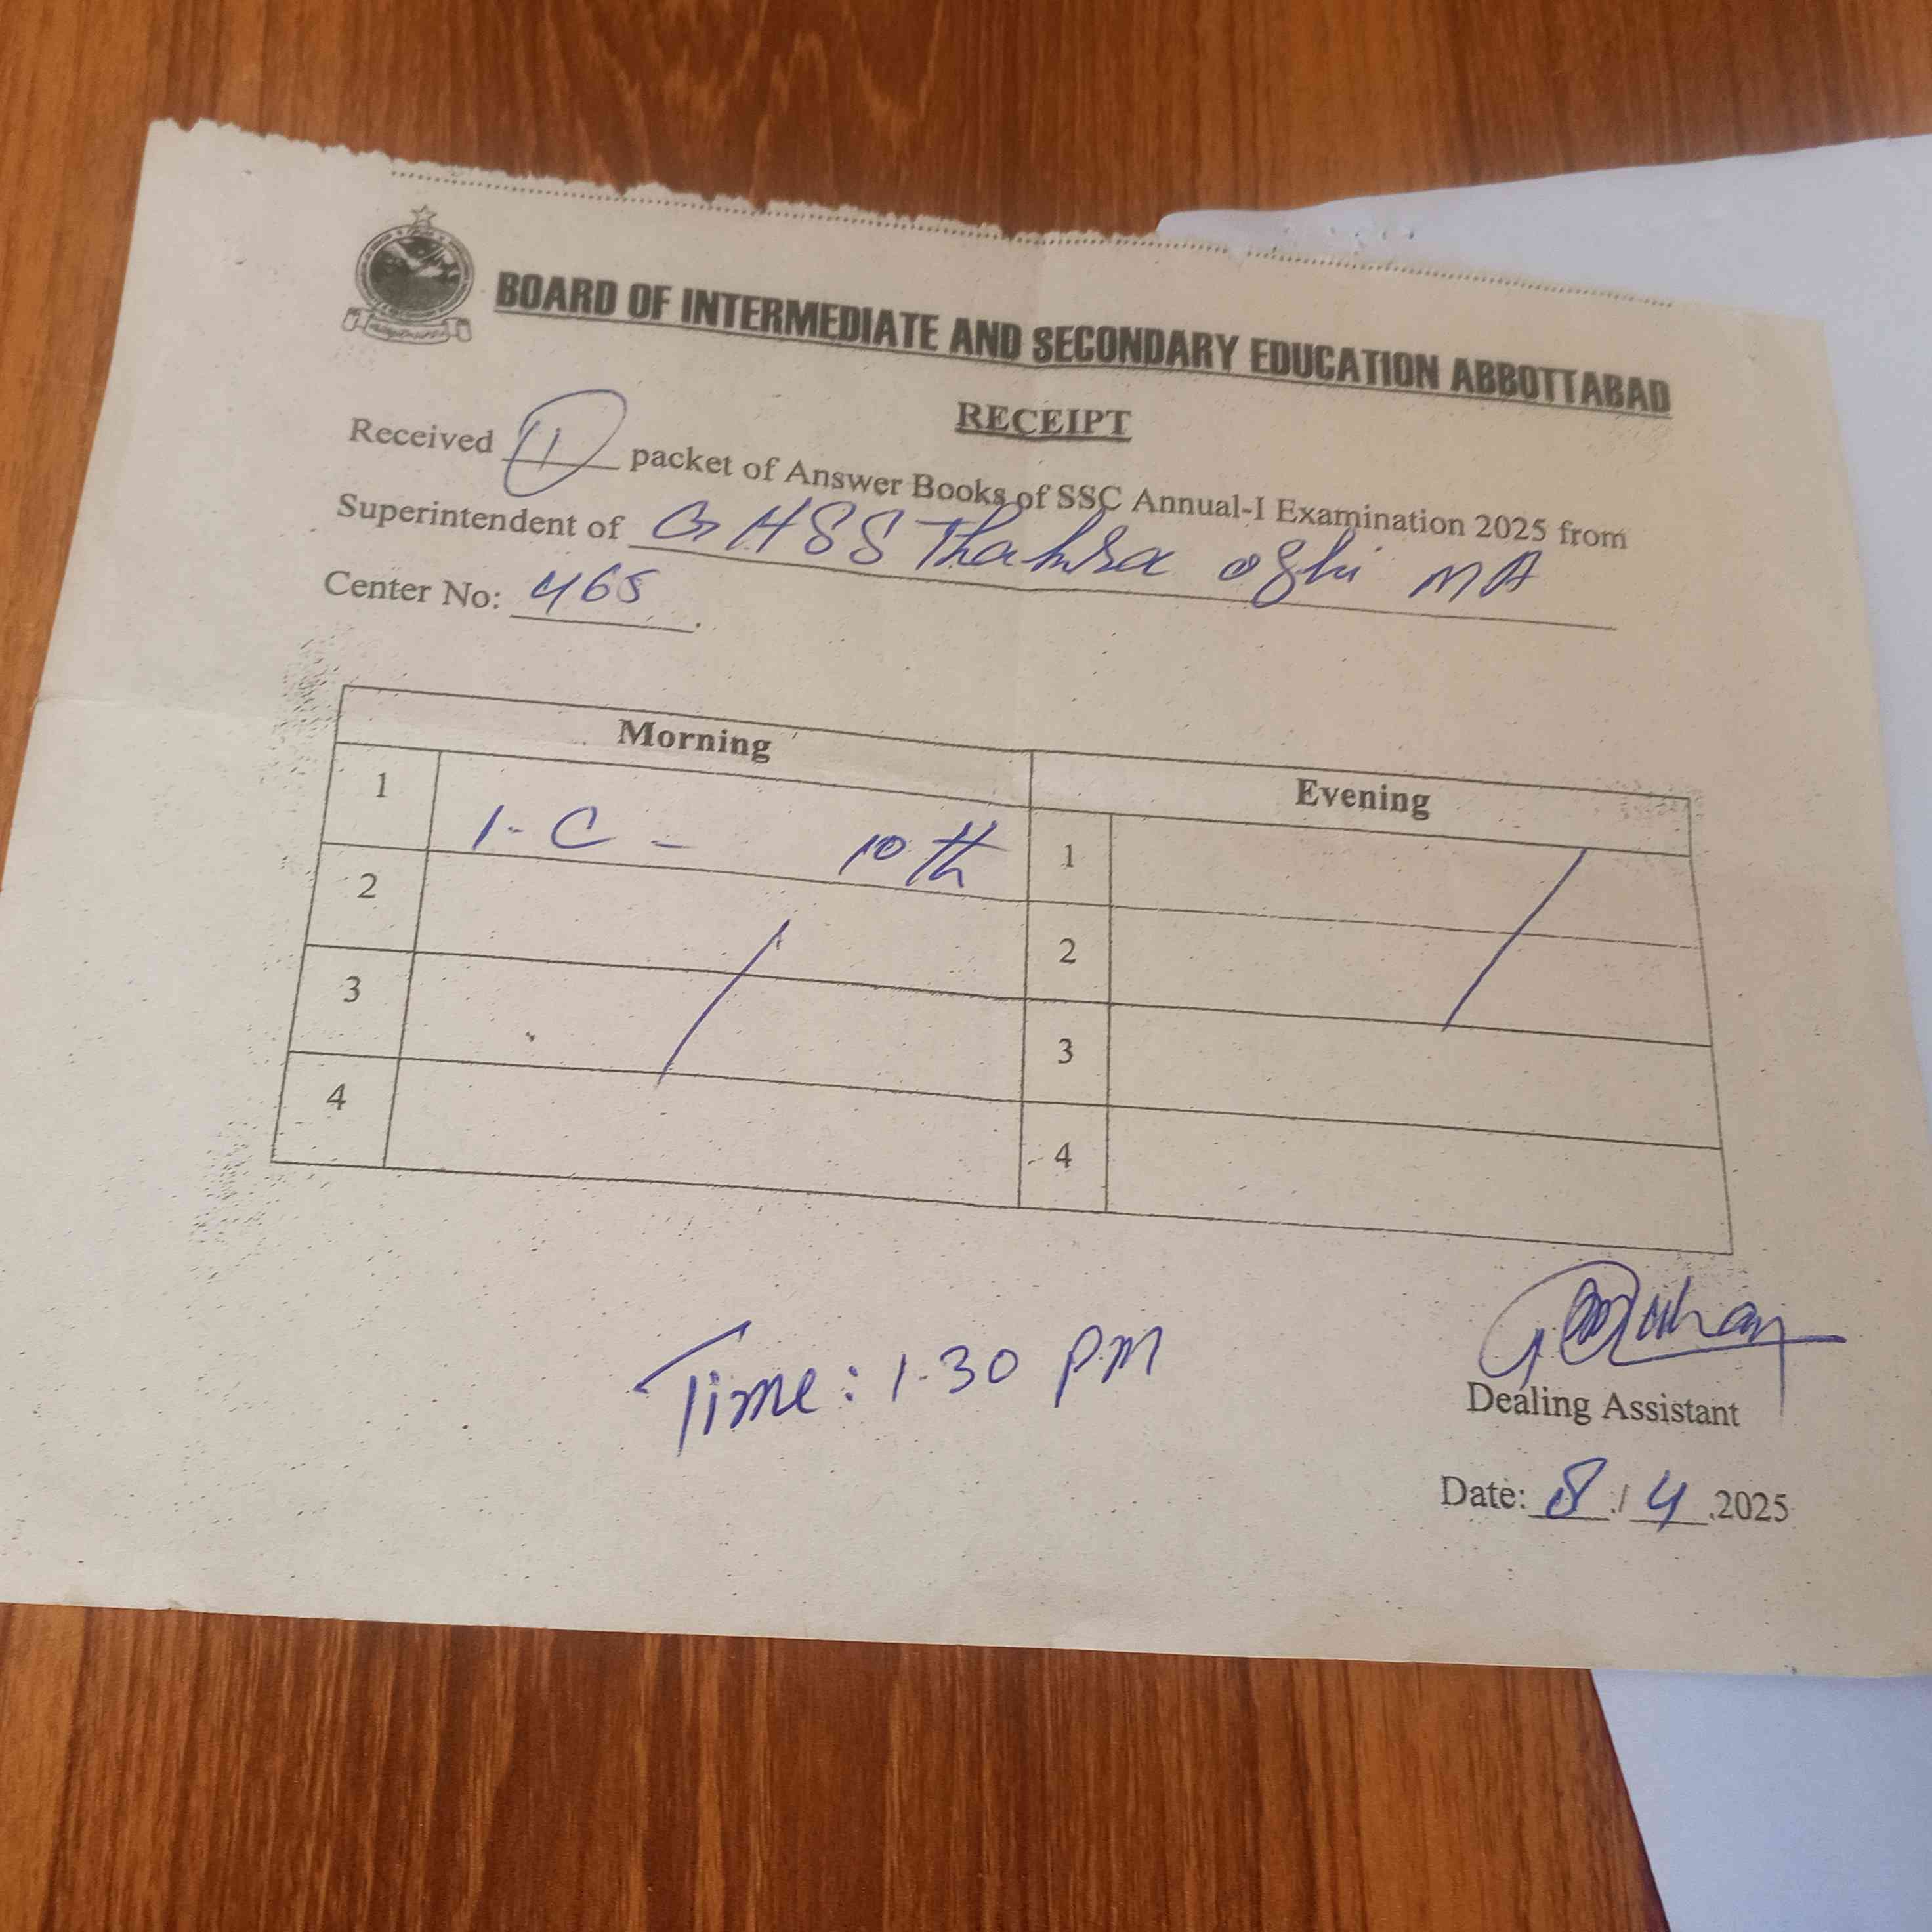 BOARD OF INTERMEDIATE AND SECONDARY EDUCATION ABBOTTABAD
RECEIPT
Received packet of Answer Books of SSC Annual-I Examination 2025 from
Superintendent of GHSS Thakra oghi MA
Center No: 465.
Morning Evening
1 1-C - 10th 1
2 2
3 3
4 4
Time: 1.30 PM
Dealing Assistant
Date: 8 / 4 .2025